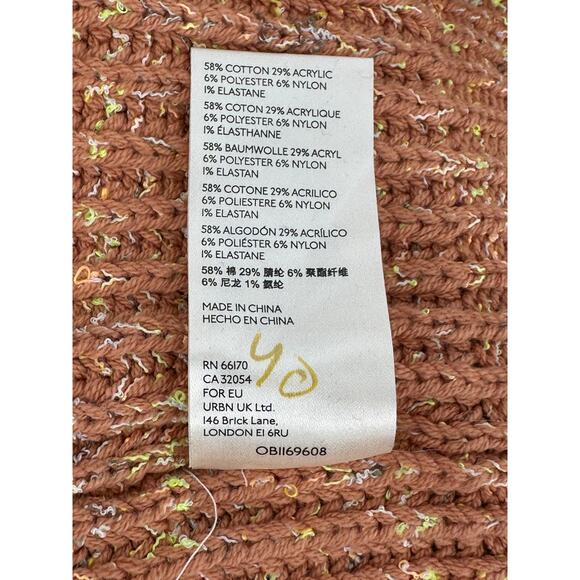 58% COTTON 29% ACRYLIC
6% POLYESTER 6% NYLON
1% ELASTANE
58% COTON 29% ACRYLIQUE
6% POLYESTER 6% NYLON
1% ÉLASTHANNE
58% BAUMWOLLE 29% ACRYL
6% POLYESTER 6% NYLON
1% ELASTAN
58% COTONE 29% ACRILICO
6% POLIESTERE 6% NYLON
1% ELASTAN
58% ALGODÓN 29% ACRÍLICO
6% POLIÉSTER 6% NYLON
1% ELASTANE
58% 棉 29% 腈纶 6% 聚酯纤维
6% 尼龙 1% 氨纶
MADE IN CHINA
HECHO EN CHINA
40
RN 66170
CA 32054
FOR EU
URBN UK Ltd.
146 Brick Lane,
LONDON E1 6RU
OB1169608